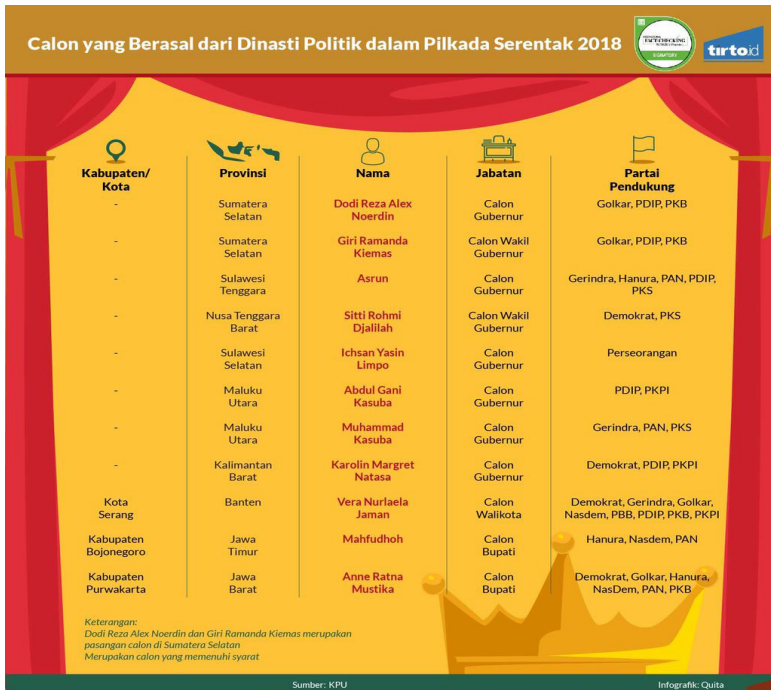 Calon yang Berasal dari Dinasti Politik dalam Pilkada Serentak 2018
FACT-CHECKING
SIGNATORY
tirto.id
Kabupaten/
Kota
Provinsi
Nama
Jabatan
Partai
Pendukung
-
Sumatera
Selatan
Dodi Reza Alex
Noerdin
Calon
Gubernur
Golkar, PDIP, PKB
-
Sumatera
Selatan
Giri Ramanda
Kiemas
Calon Wakil
Gubernur
Golkar, PDIP, PKB
-
Sulawesi
Tenggara
Asrun
Calon
Gubernur
Gerindra, Hanura, PAN, PDIP,
PKS
-
Nusa Tenggara
Barat
Sitti Rohmi
Djalilah
Calon Wakil
Gubernur
Demokrat, PKS
-
Sulawesi
Selatan
Ichsan Yasin
Limpo
Calon
Gubernur
Perseorangan
-
Maluku
Utara
Abdul Gani
Kasuba
Calon
Gubernur
PDIP, PKPI
-
Maluku
Utara
Muhammad
Kasuba
Calon
Gubernur
Gerindra, PAN, PKS
-
Kalimantan
Barat
Karolin Margret
Natasa
Calon
Gubernur
Demokrat, PDIP, PKPI
Kota
Serang
Banten
Vera Nurlaela
Jaman
Calon
Walikota
Demokrat, Gerindra, Golkar,
Nasdem, PBB, PDIP, PKB, PKPI
Kabupaten
Bojonegoro
Jawa
Timur
Mahfudhoh
Calon
Bupati
Hanura, Nasdem, PAN
Kabupaten
Purwakarta
Jawa
Barat
Anne Ratna
Mustika
Calon
Bupati
Demokrat, Golkar, Hanura,
NasDem, PAN, PKB
Keterangan:
Dodi Reza Alex Noerdin dan Giri Ramanda Kiemas merupakan
pasangan calon di Sumatera Selatan
Merupakan calon yang memenuhi syarat
Sumber: KPU
Infografik: Quita